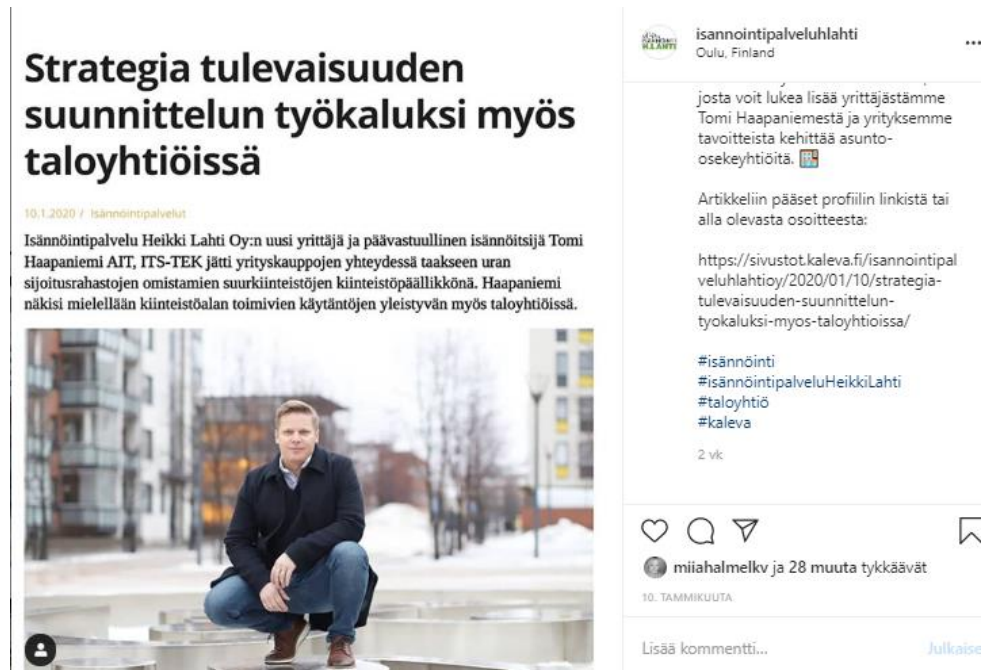 Strategia tulevaisuuden
suunnittelun työkaluksi myös
taloyhtiöissä
10.1.2020 / Isännöintipalvelut
Isännöintipalvelu Heikki Lahti Oy:n uusi yrittäjä ja päävastuullinen isännöitsijä Tomi
Haapaniemi AIT, ITS-TEK jätti yrityskauppojen yhteydessä taakseen uran
sijoitusrahastojen omistamien suurkiinteistöjen kiinteistöpäällikkönä. Haapaniemi
näkisi mielellään kiinteistöalan toimivien käytäntöjen yleistyvän myös taloyhtiöissä.
H.LAHTI
isannointipalveluhlahti
Oulu, Finland
josta voit lukea lisää yrittäjästämme
Tomi Haapaniemestä ja yrityksemme
tavoitteista kehittää asunto-
osekeyhtiöitä.
Artikkeliin pääset profiilin linkistä tai
alla olevasta osoitteesta:
https://sivustot.kaleva.fi/isannointipal
veluhlahtioy/2020/01/10/strategia-
tulevaisuuden-suunnittelun-
tyokaluksi-myos-taloyhtioissa/
#isännöinti
#isännöintipalveluHeikkiLahti
#taloyhtiö
#kaleva
2 vk
miiahalmelkv ja 28 muuta tykkäävät
10. TAMMIKUUTA
Lisää kommentti...
Julkaise